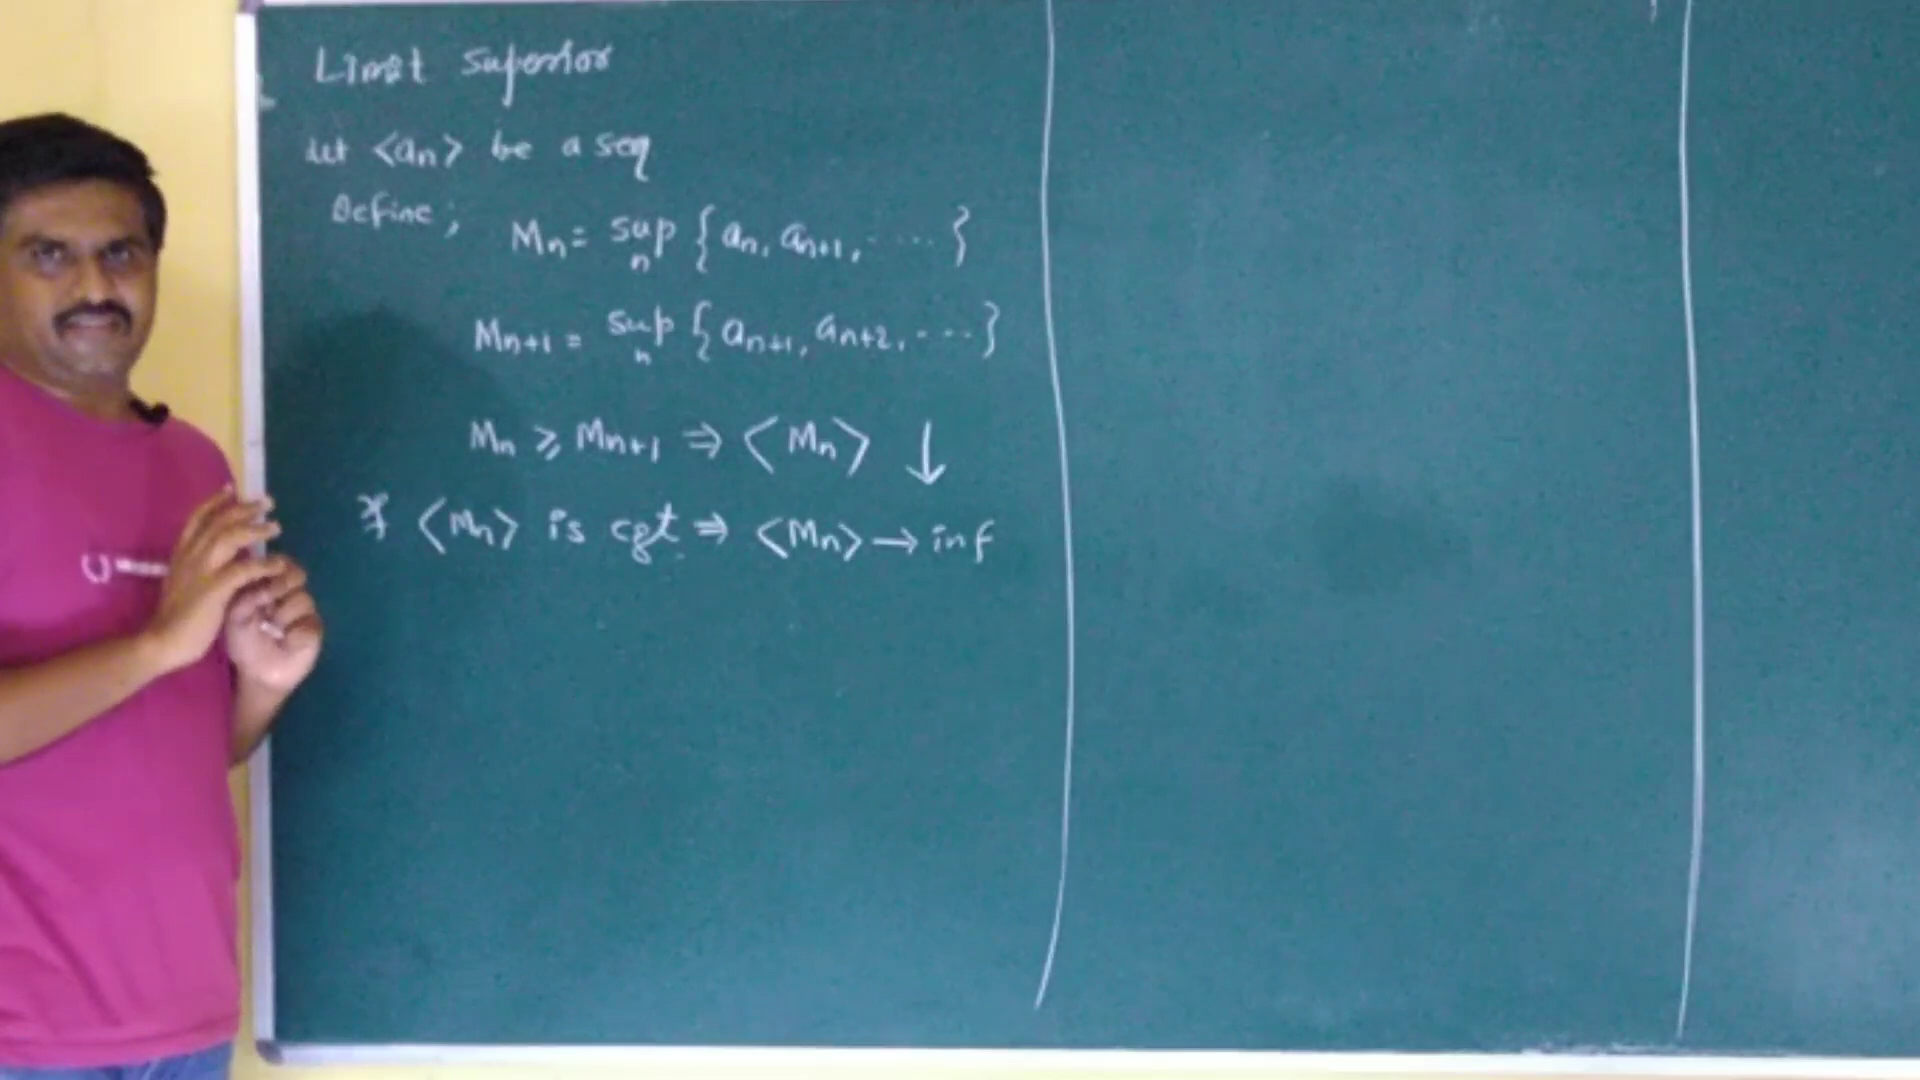 Limit Superior
Let <an> be a seq
Define; Mn = sup n { an, an+1, ..... }
Mn+1 = sup n { an+1, an+2, ..... }
Mn ≥ Mn+1 ⇒ <Mn> ↓
* <Mn> is cgt ⇒ <Mn> → inf